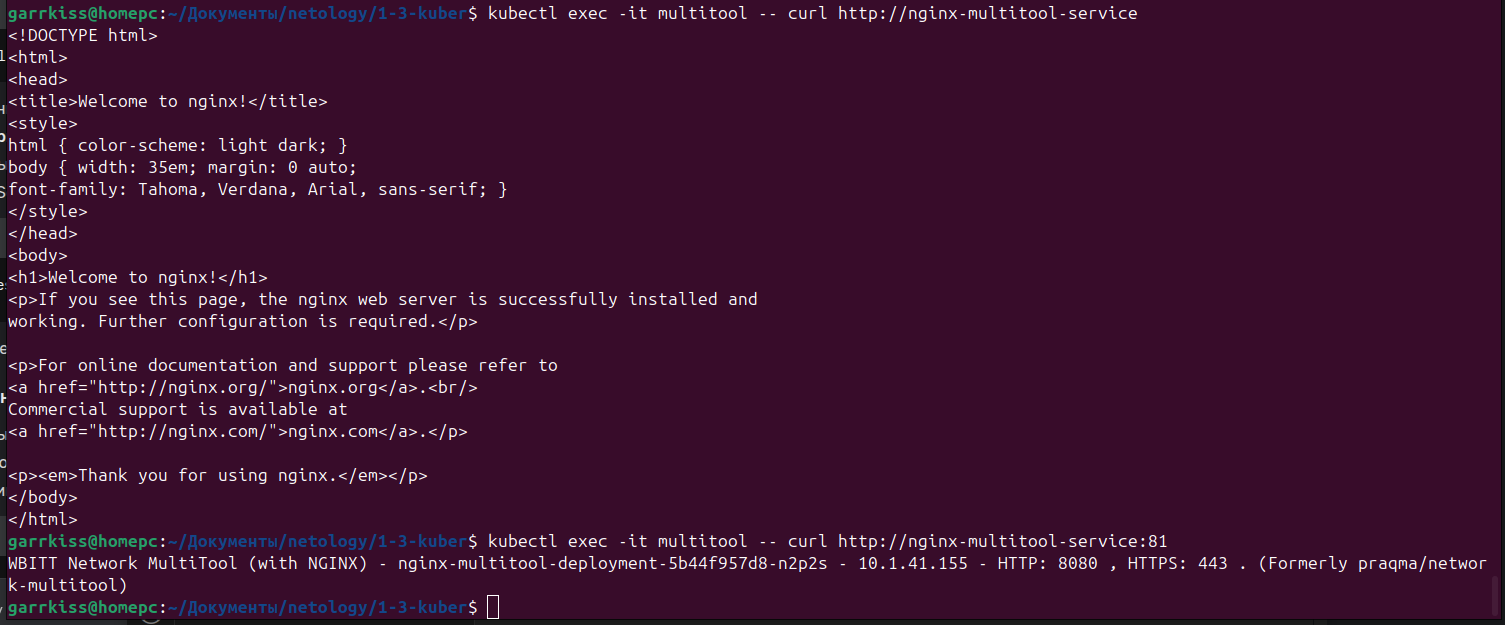 garrkiss@homepc:~/Документы/netology/1-3-kuber$ kubectl exec -it multitool -- curl http://nginx-multitool-service
<!DOCTYPE html>
<html>
<head>
<title>Welcome to nginx!</title>
<style>
html { color-scheme: light dark; }
body { width: 35em; margin: 0 auto;
font-family: Tahoma, Verdana, Arial, sans-serif; }
</style>
</head>
<body>
<h1>Welcome to nginx!</h1>
<p>If you see this page, the nginx web server is successfully installed and
working. Further configuration is required.</p>

<p>For online documentation and support please refer to
<a href="http://nginx.org/">nginx.org</a>.<br/>
Commercial support is available at
<a href="http://nginx.com/">nginx.com</a>.</p>

<p><em>Thank you for using nginx.</em></p>
</body>
</html>
garrkiss@homepc:~/Документы/netology/1-3-kuber$ kubectl exec -it multitool -- curl http://nginx-multitool-service:81
WBITT Network MultiTool (with NGINX) - nginx-multitool-deployment-5b44f957d8-n2p2s - 10.1.41.155 - HTTP: 8080 , HTTPS: 443 . (Formerly praqma/networ
k-multitool)
garrkiss@homepc:~/Документы/netology/1-3-kuber$